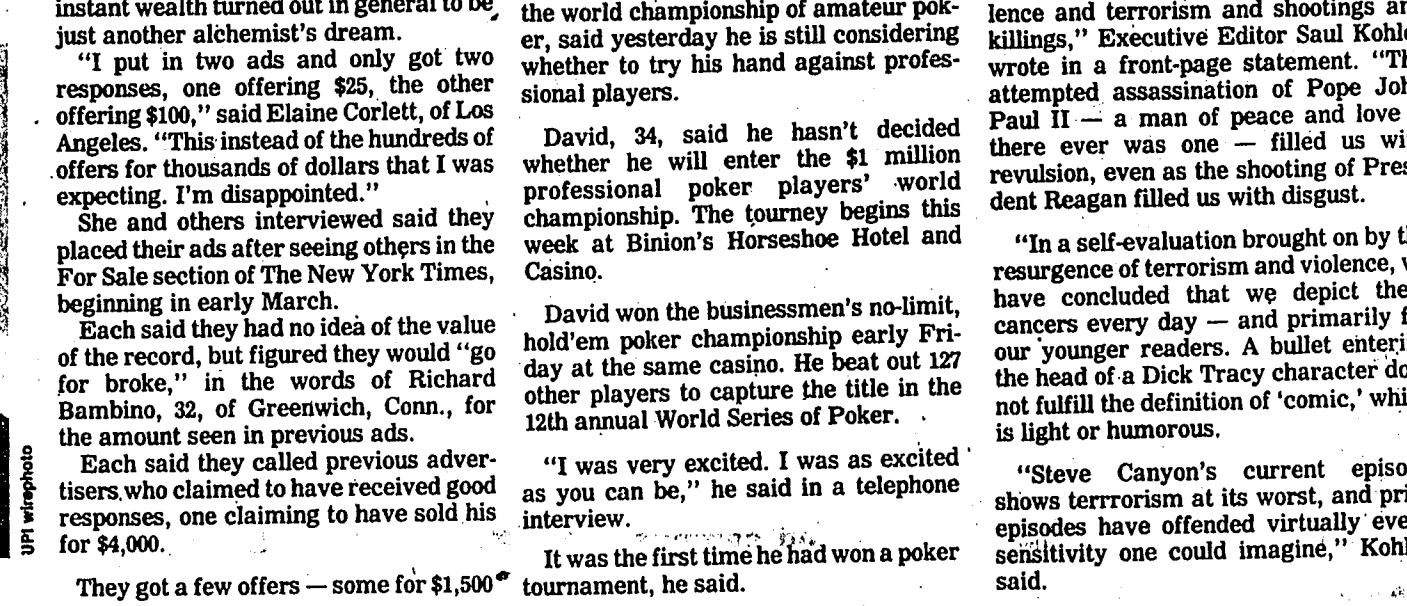 instant wealth turned out in general to be
just another alchemist's dream.
"I put in two ads and only got two
responses, one offering $25, the other
offering $100," said Elaine Corlett, of Los
Angeles. "This instead of the hundreds of
offers for thousands of dollars that I was
expecting. I'm disappointed."
She and others interviewed said they
placed their ads after seeing others in the
For Sale section of The New York Times,
beginning in early March.
Each said they had no idea of the value
of the record, but figured they would "go
for broke," in the words of Richard
Bambino, 32, of Greenwich, Conn., for
the amount seen in previous ads.
Each said they called previous adver-
tisers who claimed to have received good
responses, one claiming to have sold his
for $4,000.
They got a few offers — some for $1,500
UPI wirephoto
the world championship of amateur pok-
er, said yesterday he is still considering
whether to try his hand against profes-
sional players.
David, 34, said he hasn't decided
whether he will enter the $1 million
professional poker players' world
championship. The tourney begins this
week at Binion's Horseshoe Hotel and
Casino.
David won the businessmen's no-limit,
hold'em poker championship early Fri-
day at the same casino. He beat out 127
other players to capture the title in the
12th annual World Series of Poker.
"I was very excited. I was as excited
as you can be," he said in a telephone
interview.
It was the first time he had won a poker
tournament, he said.
lence and terrorism and shootings an
killings," Executive Editor Saul Kohle
wrote in a front-page statement. "Th
attempted assassination of Pope Joh
Paul II — a man of peace and love
there ever was one — filled us wi
revulsion, even as the shooting of Pres
dent Reagan filled us with disgust.
"In a self-evaluation brought on by t
resurgence of terrorism and violence,
have concluded that we depict the
cancers every day — and primarily f
our younger readers. A bullet enteri
the head of a Dick Tracy character do
not fulfill the definition of 'comic,' whi
is light or humorous.
"Steve Canyon's current episo
shows terrrorism at its worst, and pri
episodes have offended virtually eve
sensitivity one could imagine," Kohl
said.